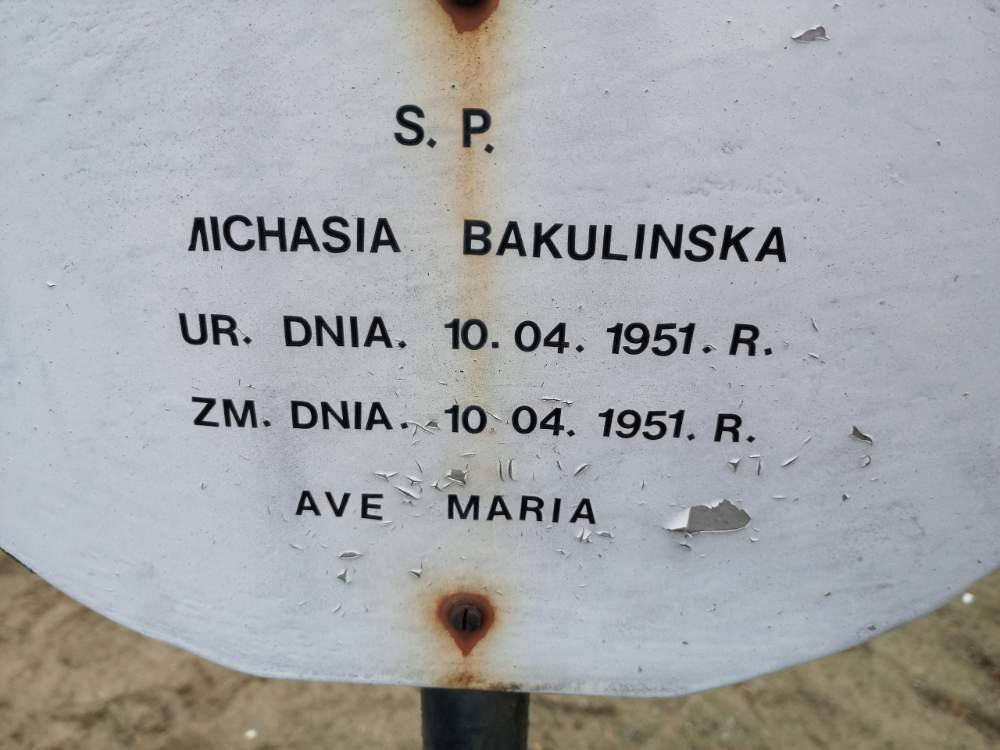 S. P.
MICHASIA BAKULINSKA
UR. DNIA. 10. 04. 1951. R.
ZM. DNIA. 10 04. 1951. R.
AVE MARIA